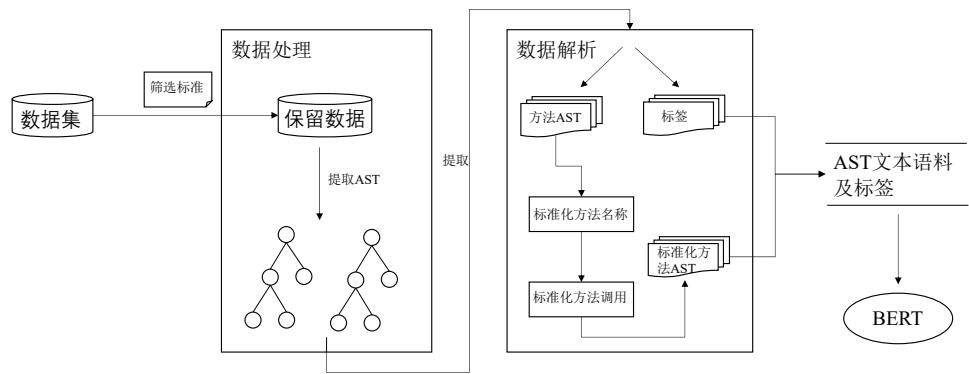 数据处理
数据解析
筛选标准
数据集
保留数据
提取AST
提取
方法AST
标签
标准化方法名称
标准化方法调用
标准化方
法AST
AST文本语料
及标签
BERT